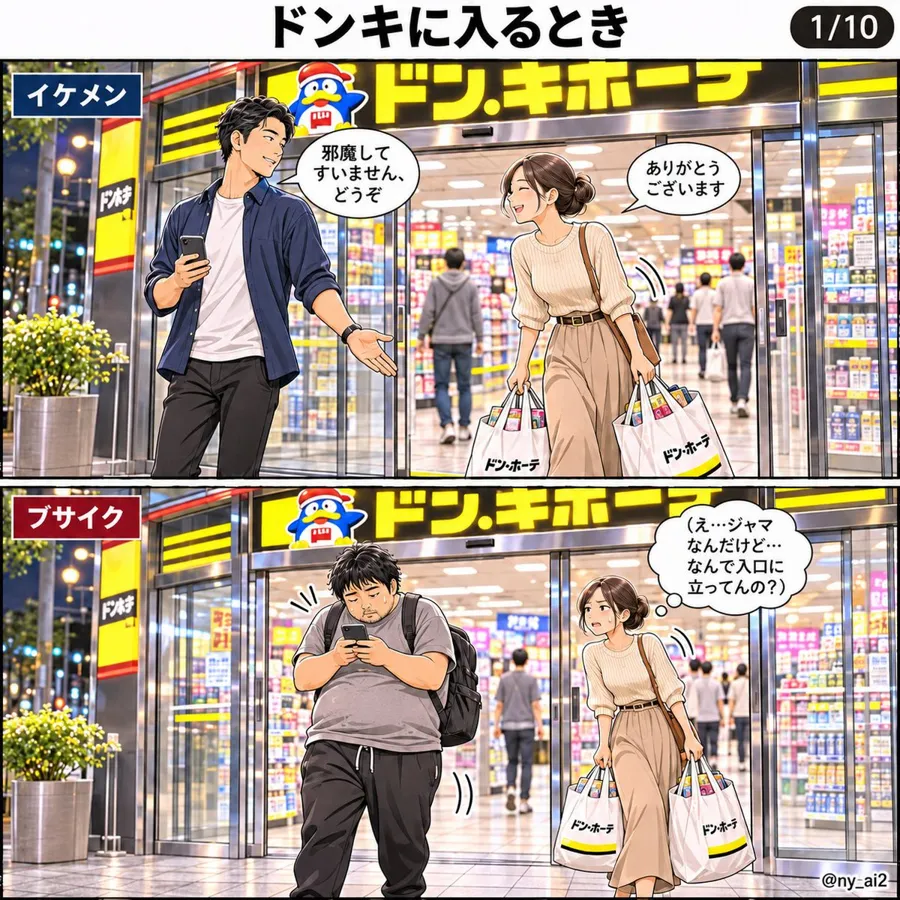 ドンキに入るとき
1/10
イケメン
ドン.キホーテ
ドンキ
邪魔して
すいません、
どうぞ
ありがとう
ございます
ドン・ホーテ
ドン・ホーテ
ブサイク
ドン.キホーテ
ドンキ
(え…ジャマ
なんだけど…
なんで入口に
立ってんの?)
ドン・ホーテ
ドン・ホーテ
@ny_ai2